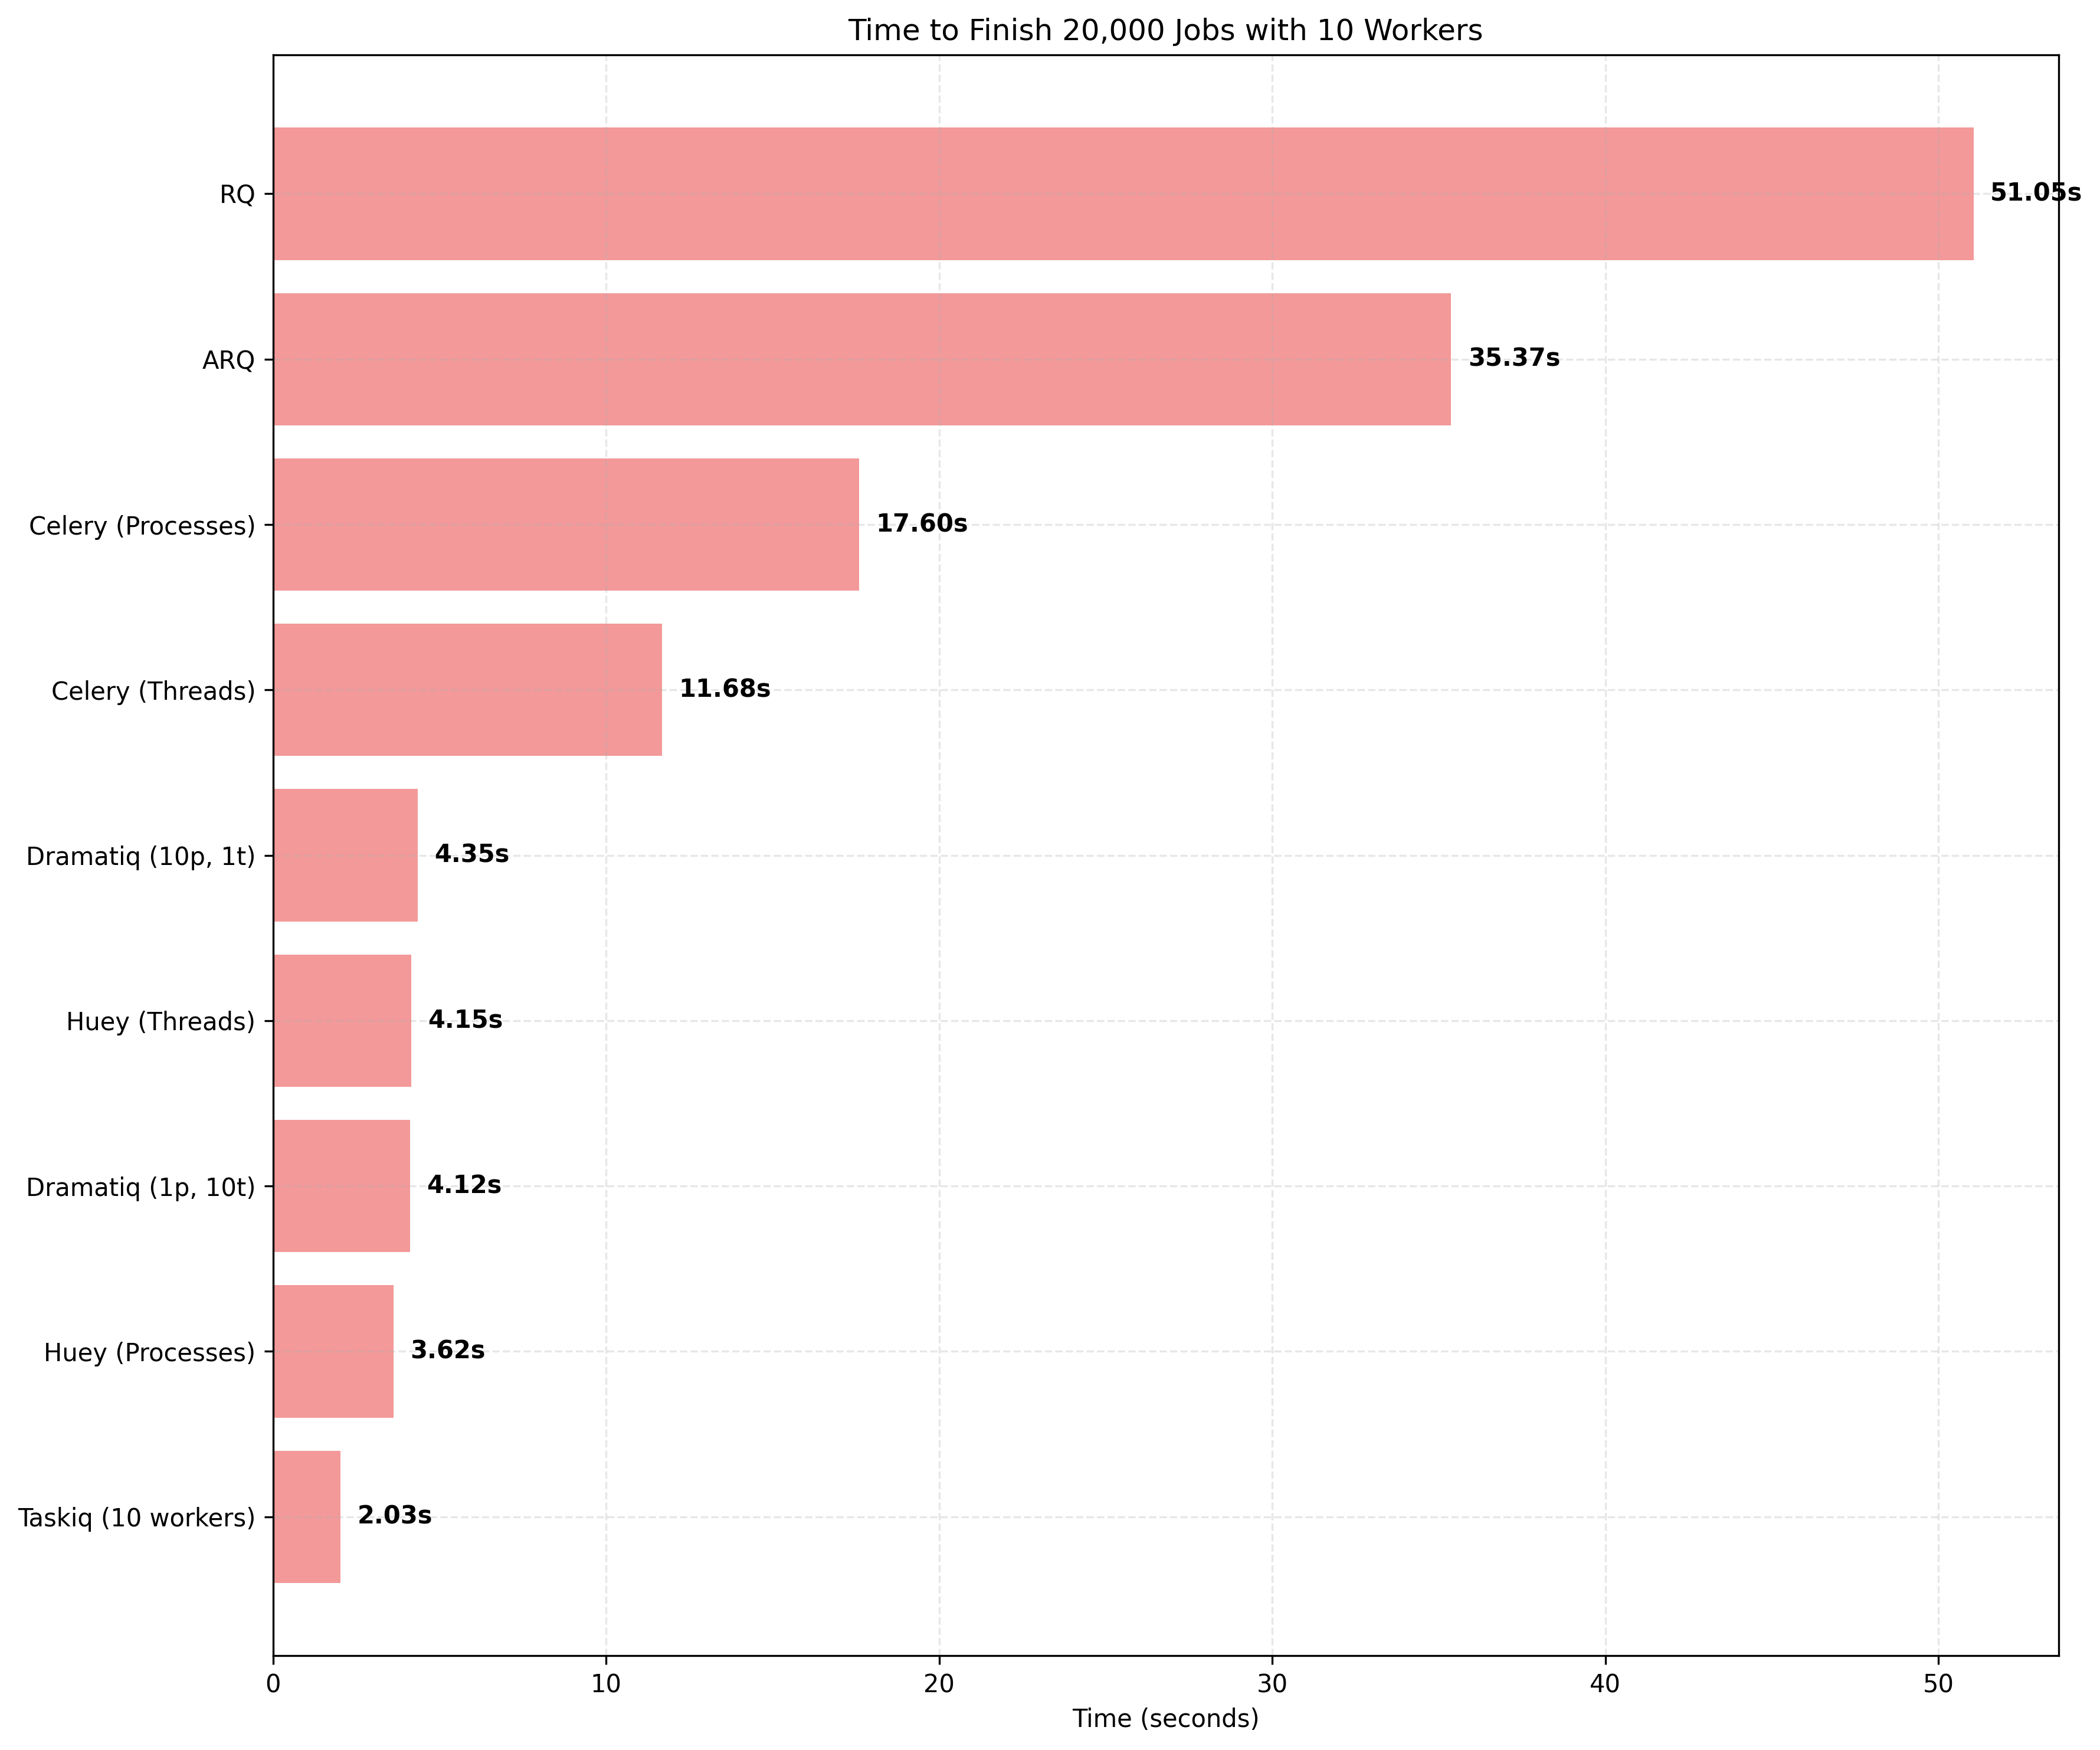 Time to Finish 20,000 Jobs with 10 Workers
RQ
51.05s
ARQ
35.37s
Celery (Processes)
17.60s
Celery (Threads)
11.68s
Dramatiq (10p, 1t)
4.35s
Huey (Threads)
4.15s
Dramatiq (1p, 10t)
4.12s
Huey (Processes)
3.62s
Taskiq (10 workers)
2.03s
0 10 20 30 40 50
Time (seconds)